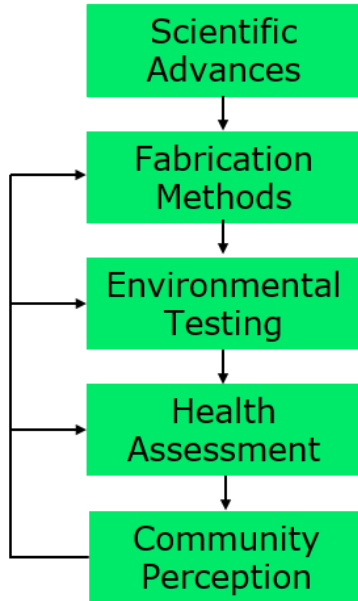 Scientific
Advances
Fabrication
Methods
Environmental
Testing
Health
Assessment
Community
Perception